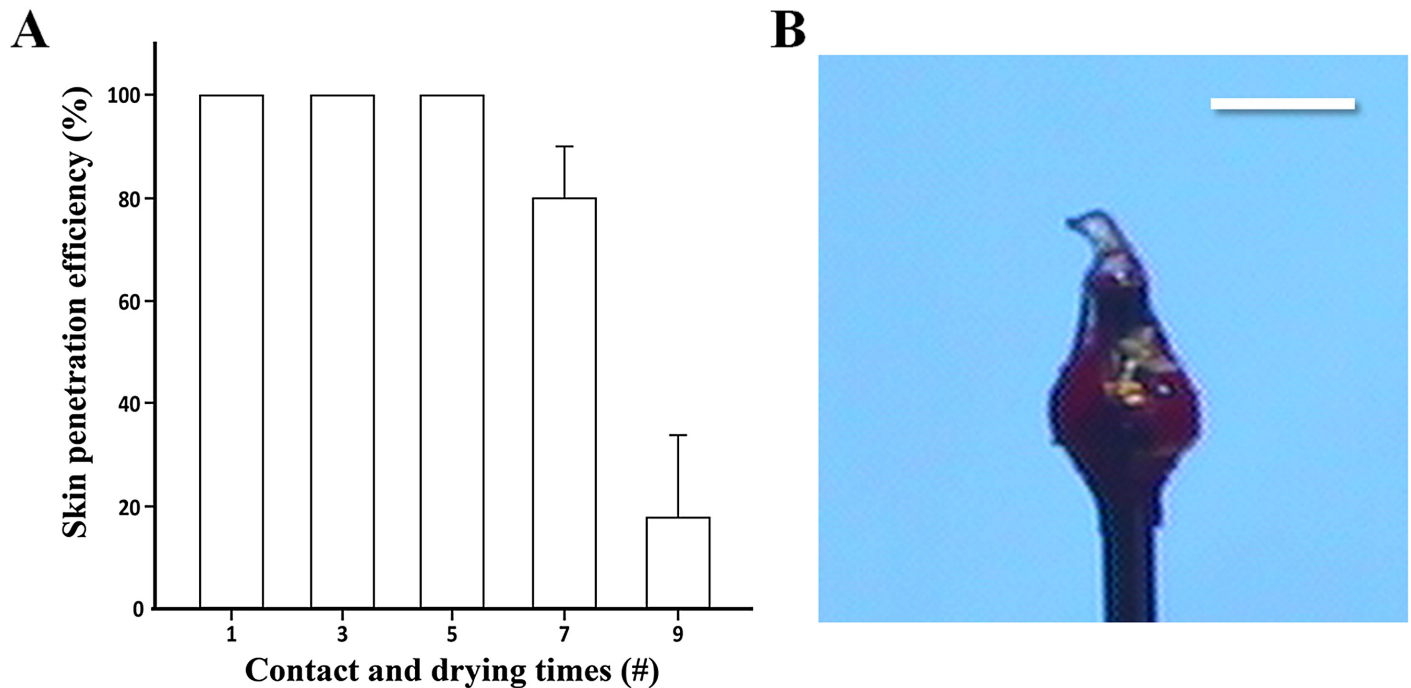 A
B
Skin penetration efficiency (%)
100
80
60
40
20
0
1 3 5 7 9
Contact and drying times (#)